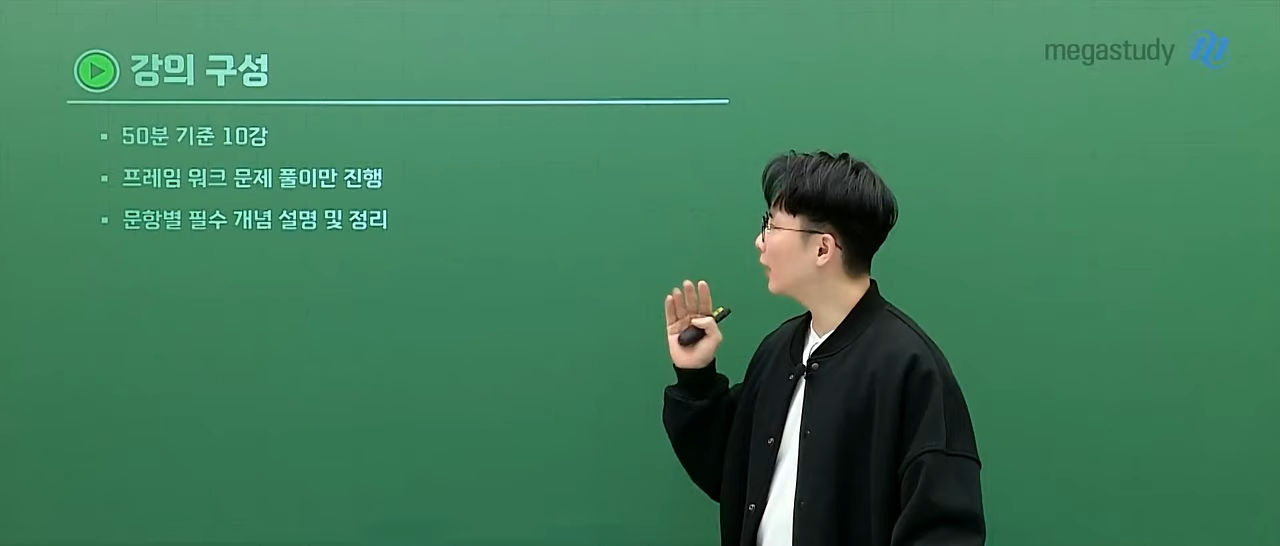 강의 구성
megastudy
50분 기준 10강
프레임 워크 문제 풀이만 진행
문항별 필수 개념 설명 및 정리